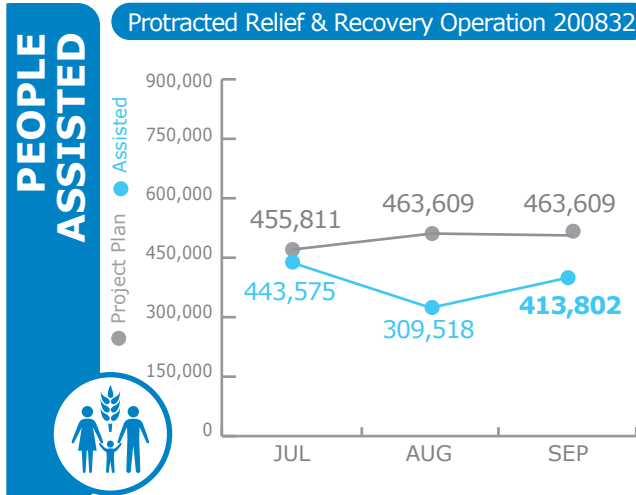 Protracted Relief & Recovery Operation 200832
PEOPLE
ASSISTED
Project Plan
Assisted
900,000
750,000
600,000
450,000
300,000
150,000
0
455,811
463,609
463,609
443,575
309,518
413,802
JUL
AUG
SEP